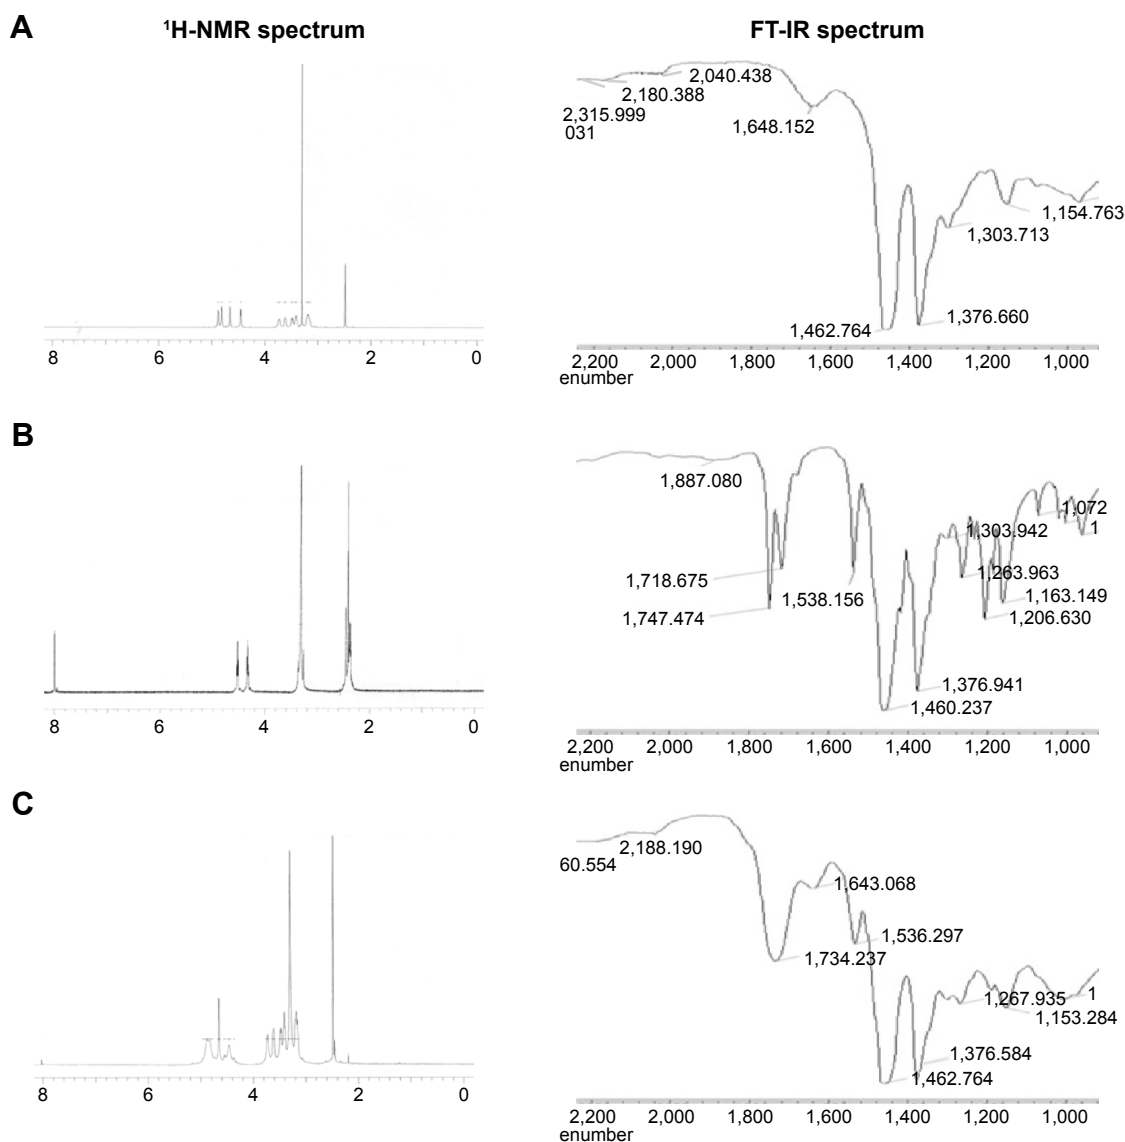 A
¹H-NMR spectrum
FT-IR spectrum
2,040.438
2,180.388
2,315.999
031
1,648.152
1,154.763
1,303.713
1,462.764
1,376.660
8 6 4 2 0
2,200 2,000 1,800 1,600 1,400 1,200 1,000
enumber
B
1,887.080
1,072
1,303.942
1
1,718.675
1,538.156
1,263.963
1,163.149
1,747.474
1,206.630
1,376.941
1,460.237
8 6 4 2 0
2,200 2,000 1,800 1,600 1,400 1,200 1,000
enumber
C
2,188.190
60.554
1,643.068
1,536.297
1,734.237
1,267.935
1
1,153.284
1,376.584
1,462.764
8 6 4 2 0
2,200 2,000 1,800 1,600 1,400 1,200 1,000
enumber